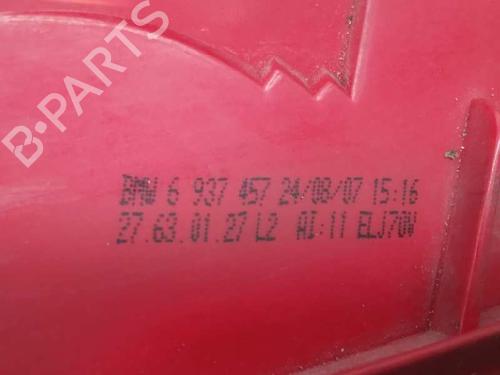 B-PARTS
BMW 6 937 457 24/08/07 15:16
27.63.01.27 L2 AI:11 ELJ70W